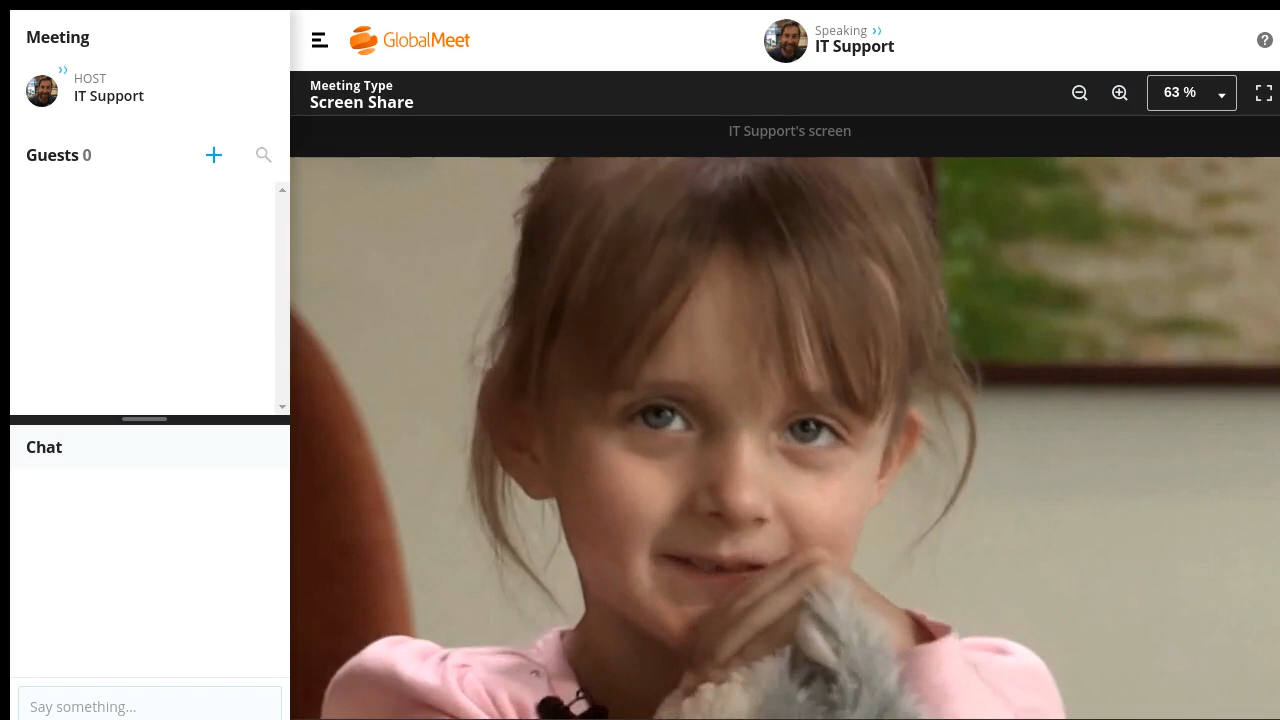 Meeting
HOST
IT Support
Guests 0
Chat
Say something...
GlobalMeet
Speaking
IT Support
Meeting Type
Screen Share
63 %
IT Support's screen